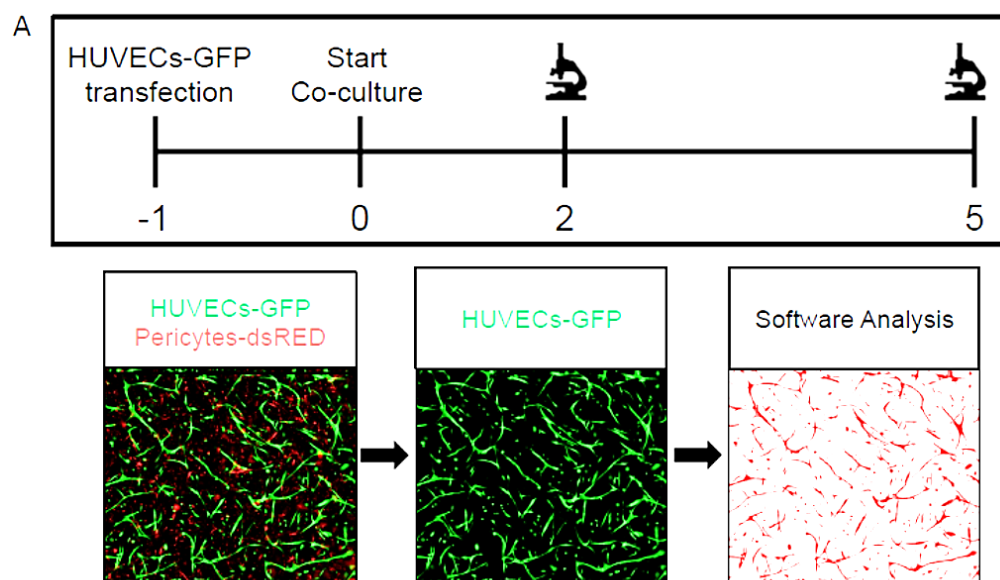 A
HUVECs-GFP
transfection
Start
Co-culture
-1
0
2
5
HUVECs-GFP
Pericytes-dsRED
HUVECs-GFP
Software Analysis